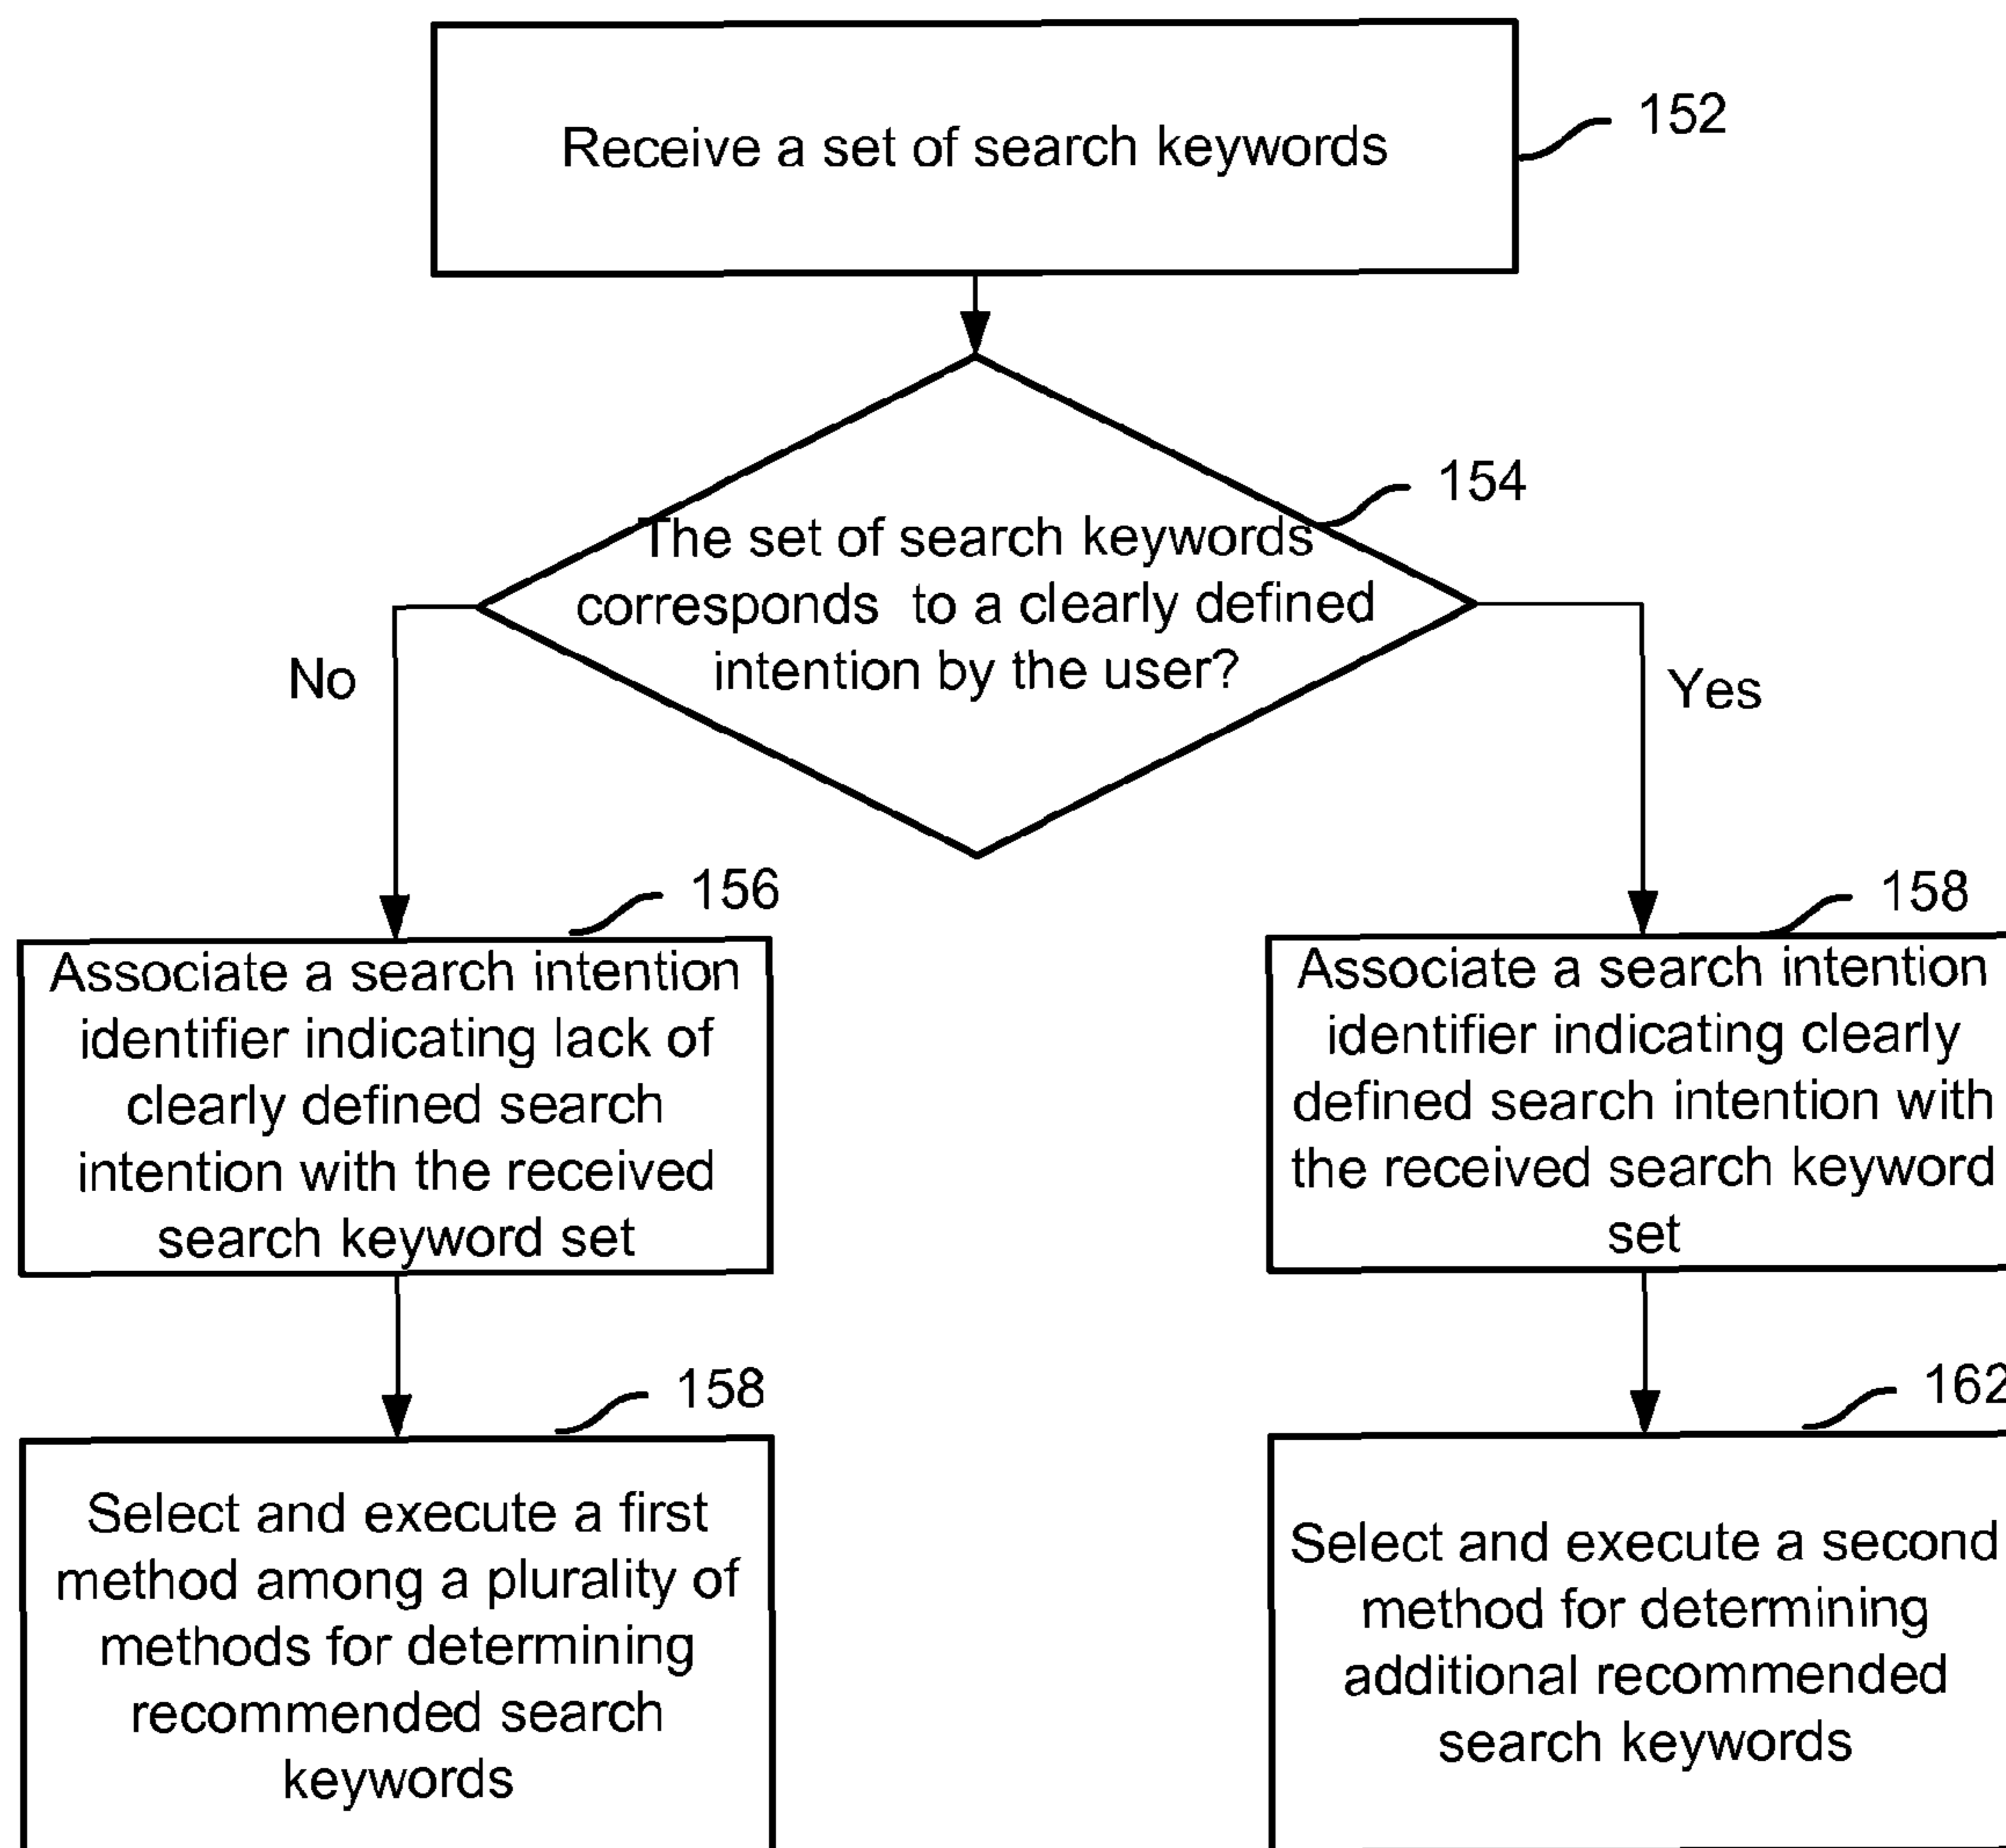 Receive a set of search keywords
152
154
The set of search keywords
corresponds to a clearly defined
intention by the user?
No
Yes
156
Associate a search intention
identifier indicating lack of
clearly defined search
intention with the received
search keyword set
158
Associate a search intention
identifier indicating clearly
defined search intention with
the received search keyword
set
158
Select and execute a first
method among a plurality of
methods for determining
recommended search
keywords
162
Select and execute a second
method for determining
additional recommended
search keywords